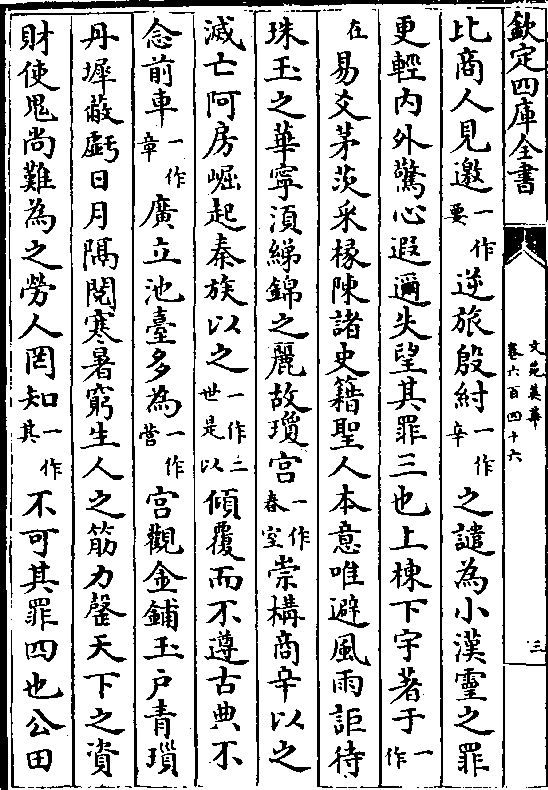 欽定四庫全書
文苑英華
卷六百四十六
三
比商人見邀一作要逆旅殷紂一作辛之譴為小漢靈之罪
更輕内外驚心遐邇失望其罪三也上棟下宇著于一作
在易爻茅茨采椽陳諸史籍聖人本意唯避風雨詎待
珠玉之華寧須綈錦之麗故瓊宫一作春室崇構商辛以之
滅亡阿房崛起秦族以之一作二世是以傾覆而不遵古典不
念前車一作章廣立池臺多為一作營宫觀金鋪玉户青瑣
丹墀蔽虧日月隔閡寒暑窮生人之筋力罄天下之資
財使鬼尚難為之勞人罔知一作其不可其罪四也公田